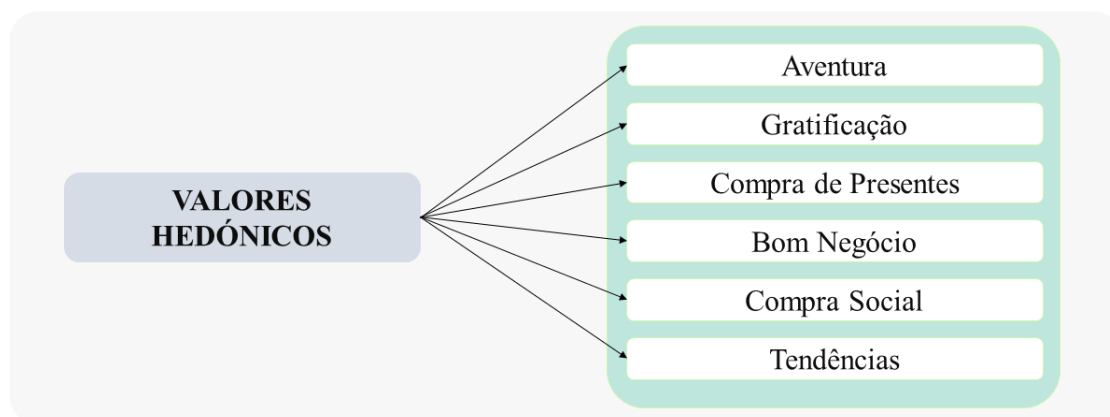 VALORES
HEDÓNICOS
Aventura
Gratificação
Compra de Presentes
Bom Negócio
Compra Social
Tendências